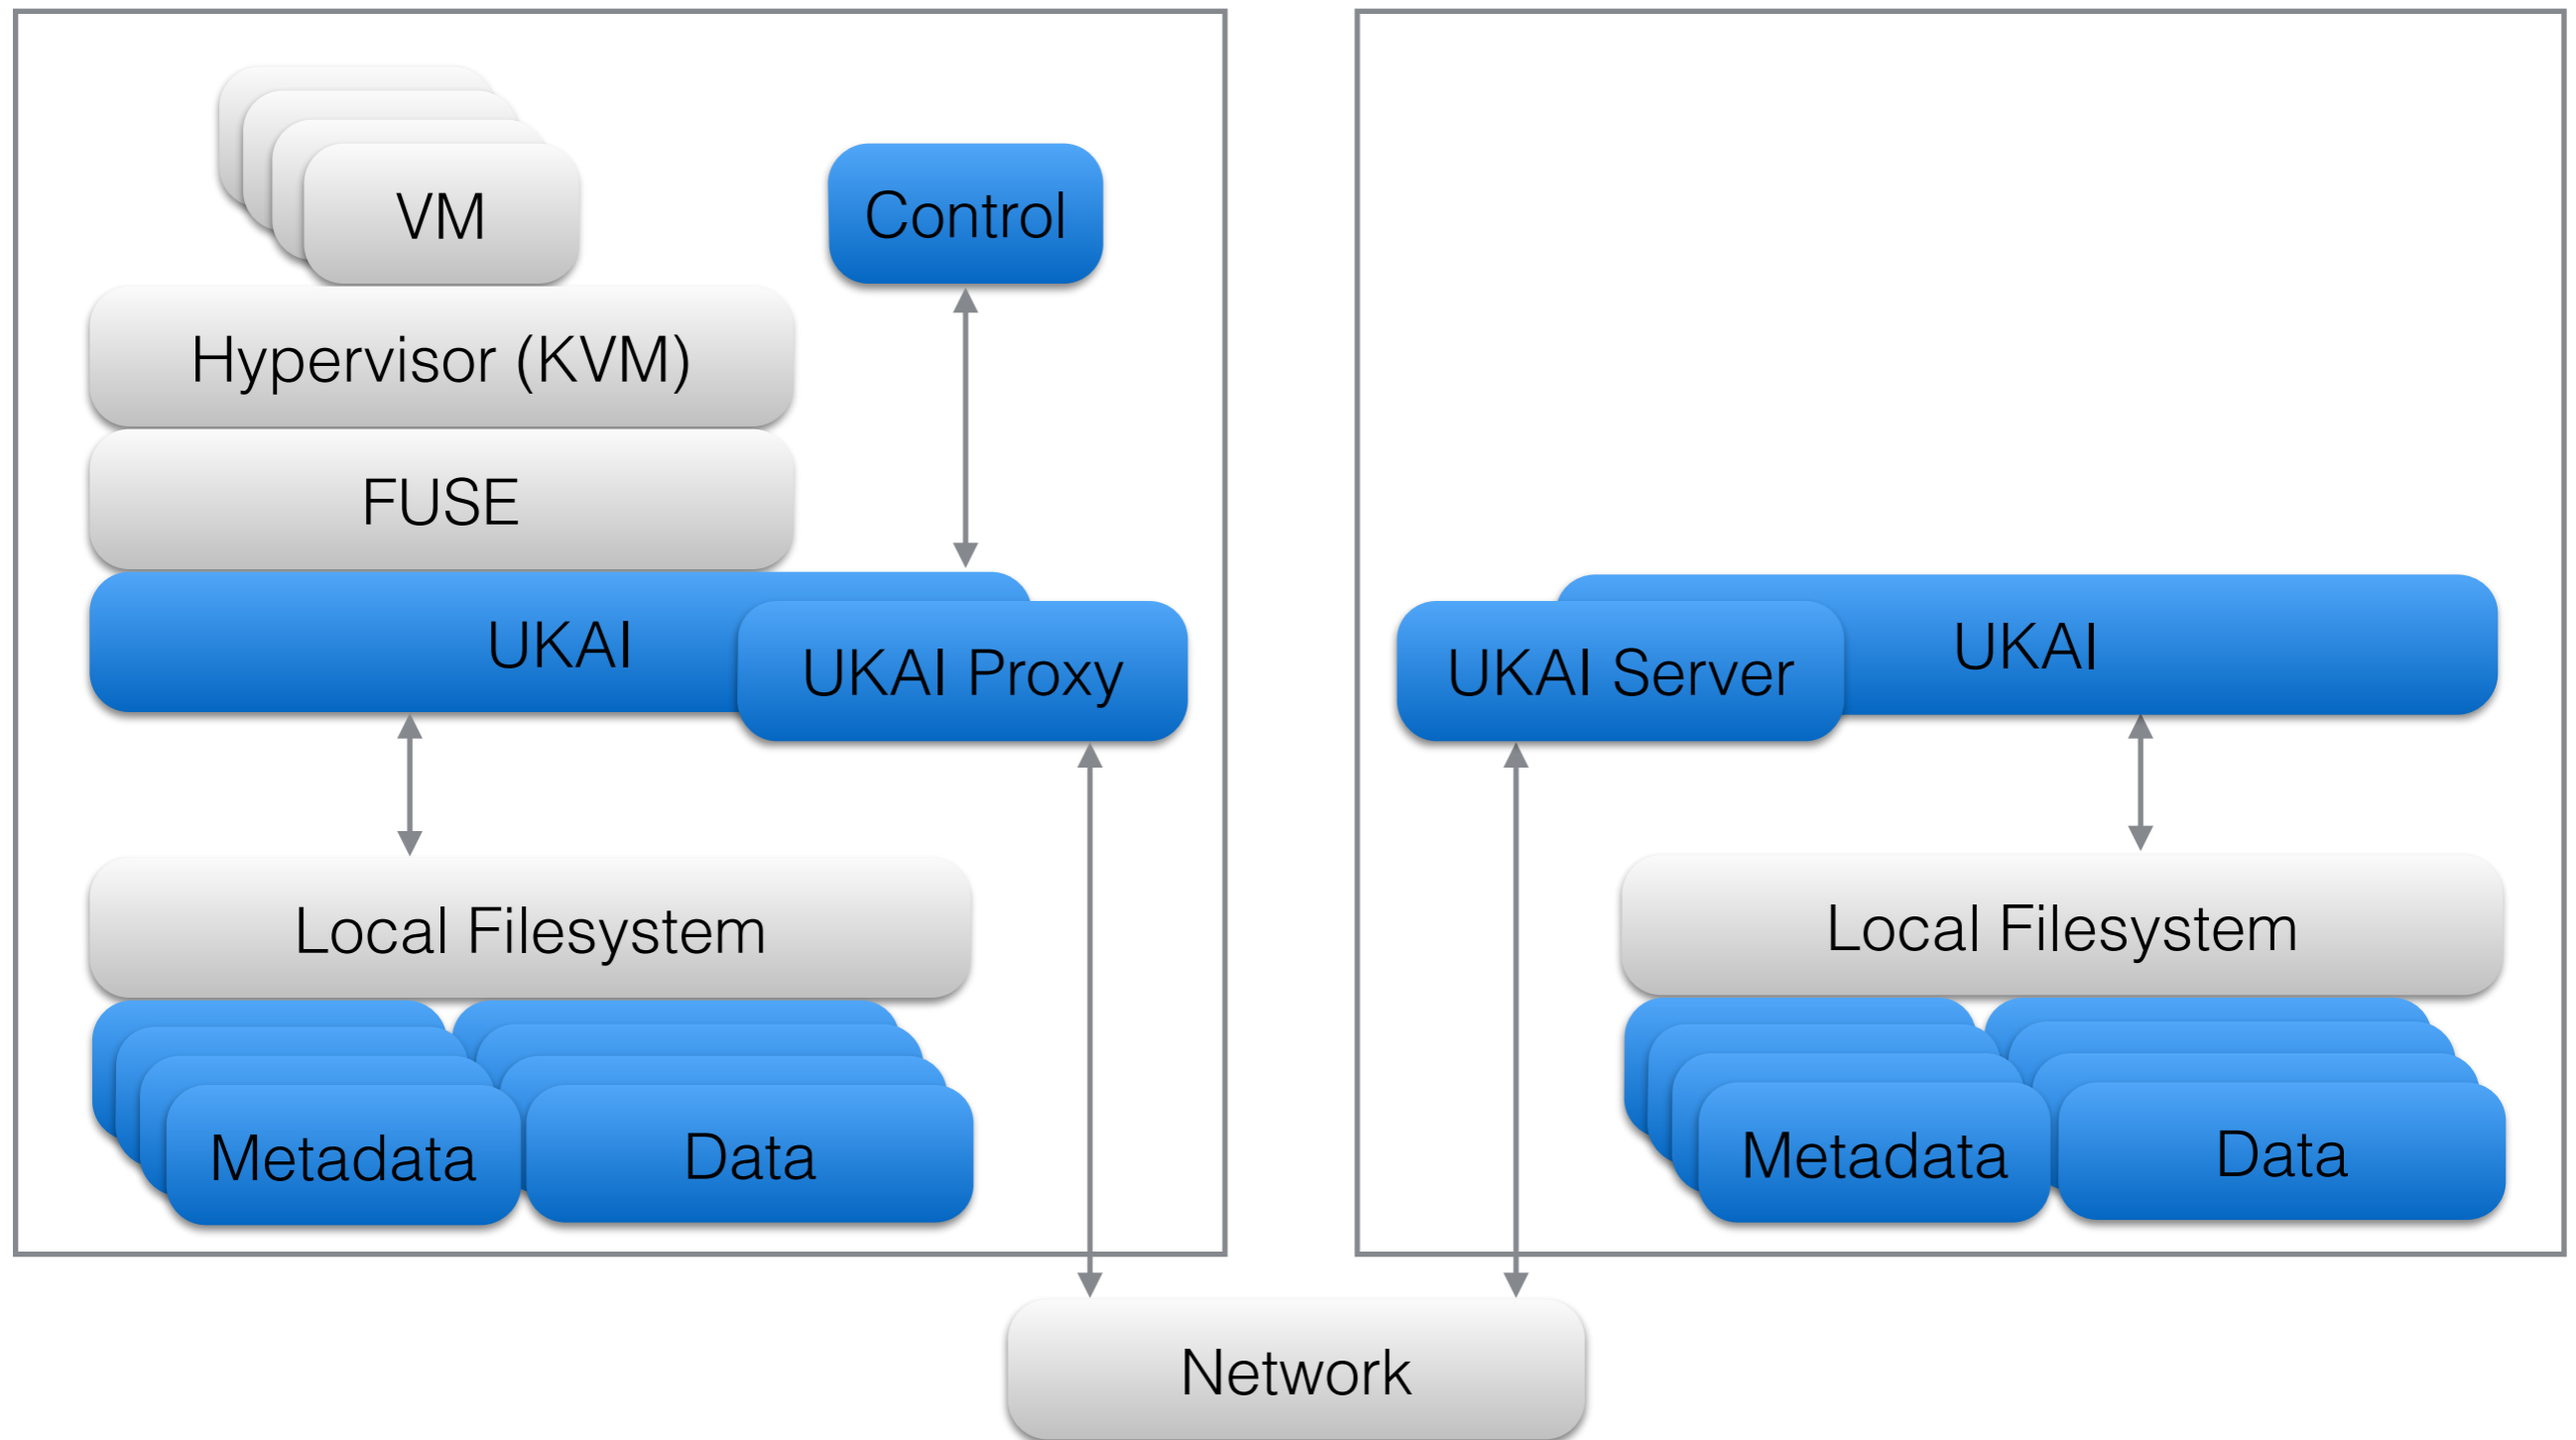 VM
Control
Hypervisor (KVM)
FUSE
UKAI
UKAI Proxy
Local Filesystem
Metadata
Data
UKAI Server
UKAI
Local Filesystem
Metadata
Data
Network